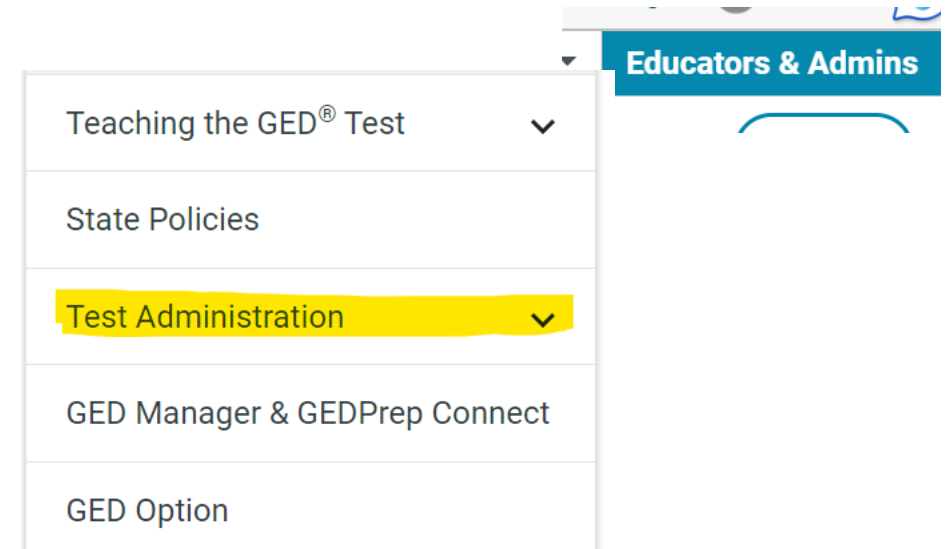 Educators & Admins
Teaching the GED® Test
State Policies
Test Administration
GED Manager & GEDPrep Connect
GED Option